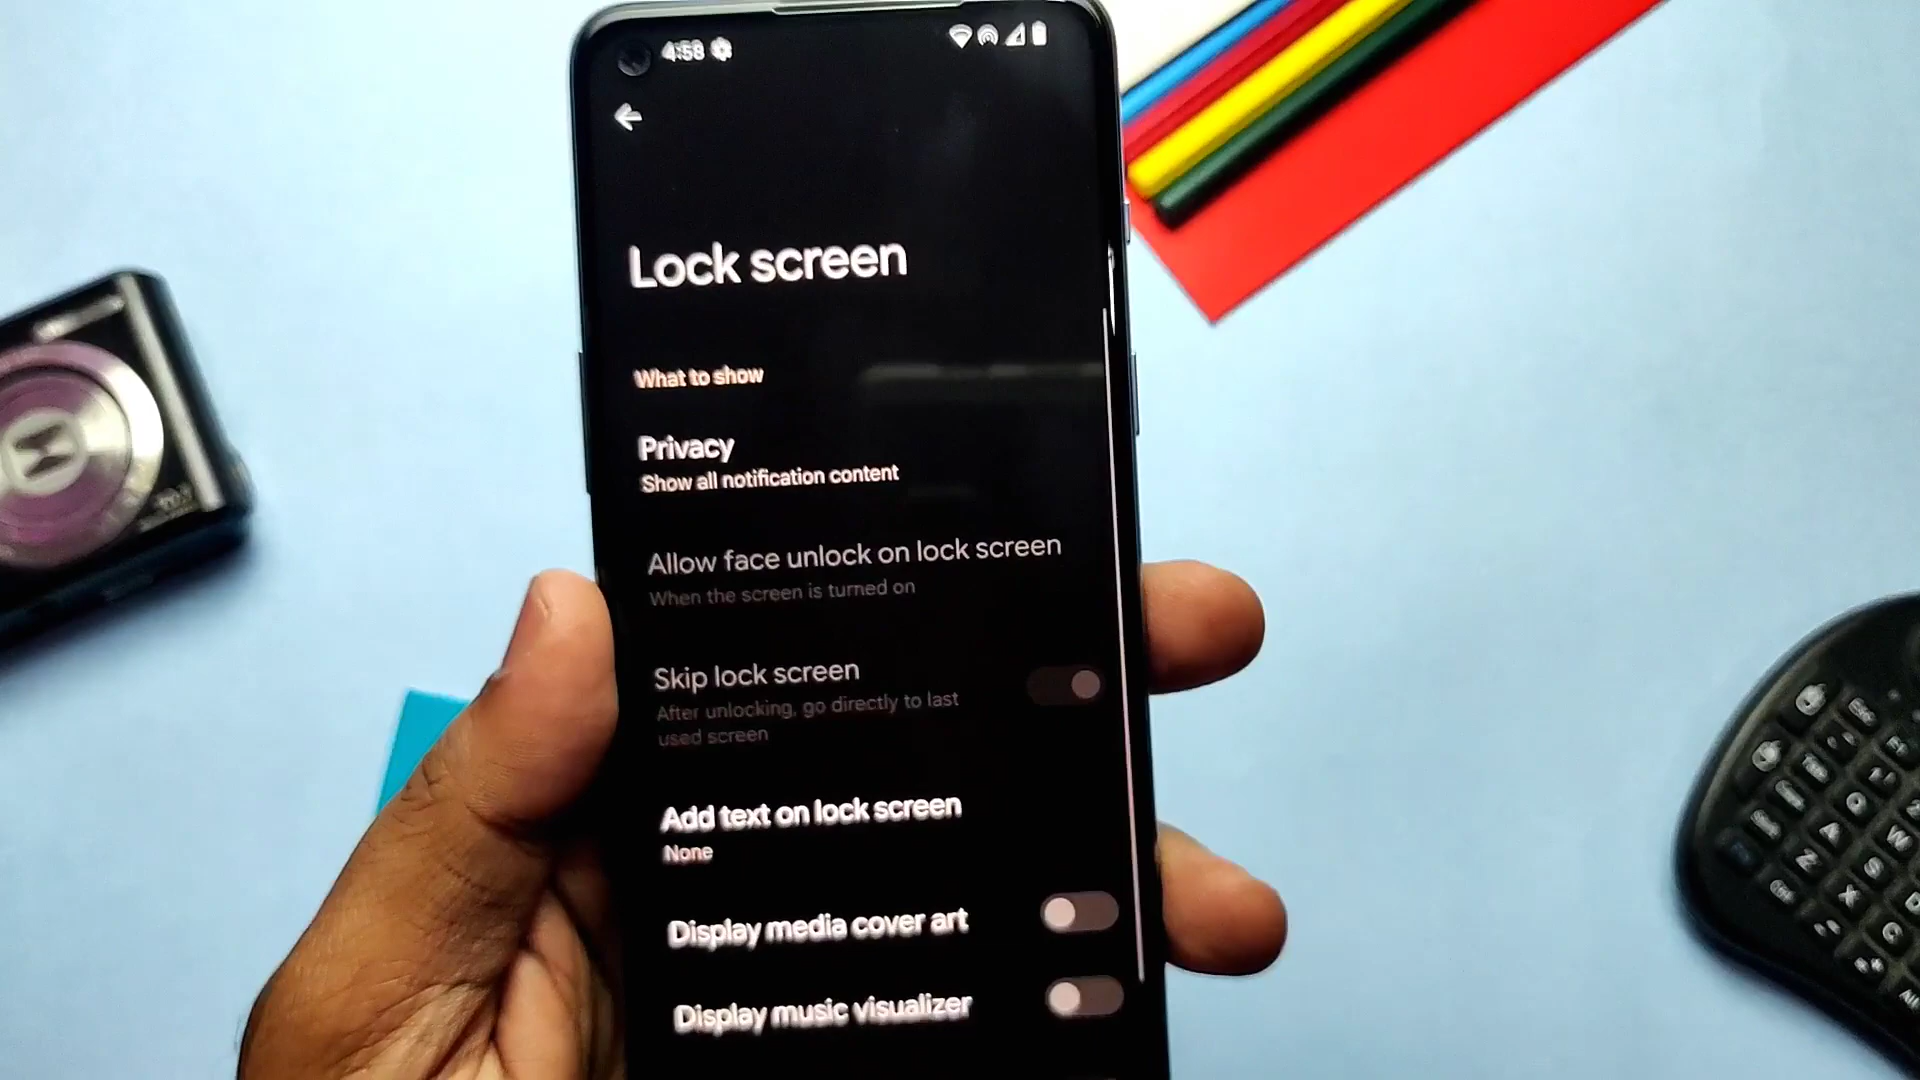 4:58
Lock screen
What to show
Privacy
Show all notification content
Allow face unlock on lock screen
When the screen is turned on
Skip lock screen
After unlocking, go directly to last
used screen
Add text on lock screen
None
Display media cover art
Display music visualizer